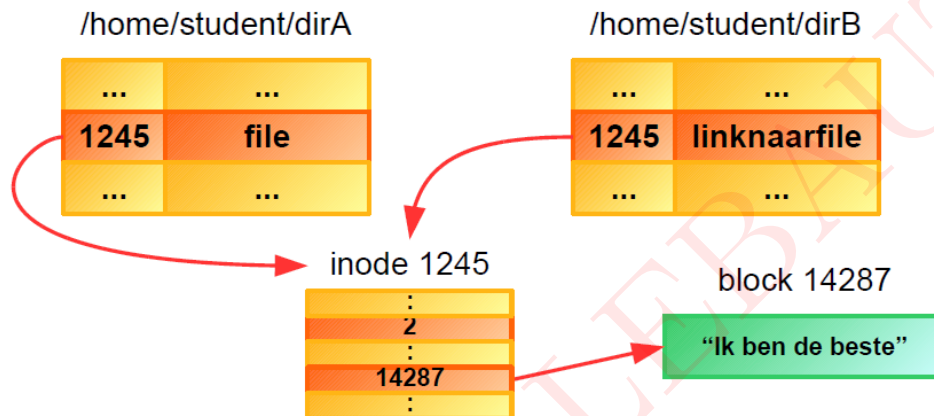 /home/student/dirA
/home/student/dirB
... ...
1245 file
... ...
... ...
1245 linknaarfile
... ...
inode 1245
:
2
:
14287
:
block 14287
“Ik ben de beste”
LEBAU